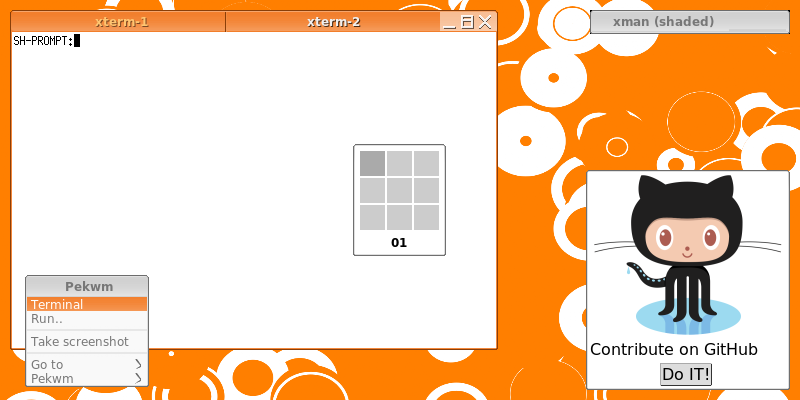 xterm-1
xterm-2
xman (shaded)
SH-PROMPT:
01
Pekwm
Terminal
Run..
Take screenshot
Go to
Pekwm
Contribute on GitHub
Do IT!